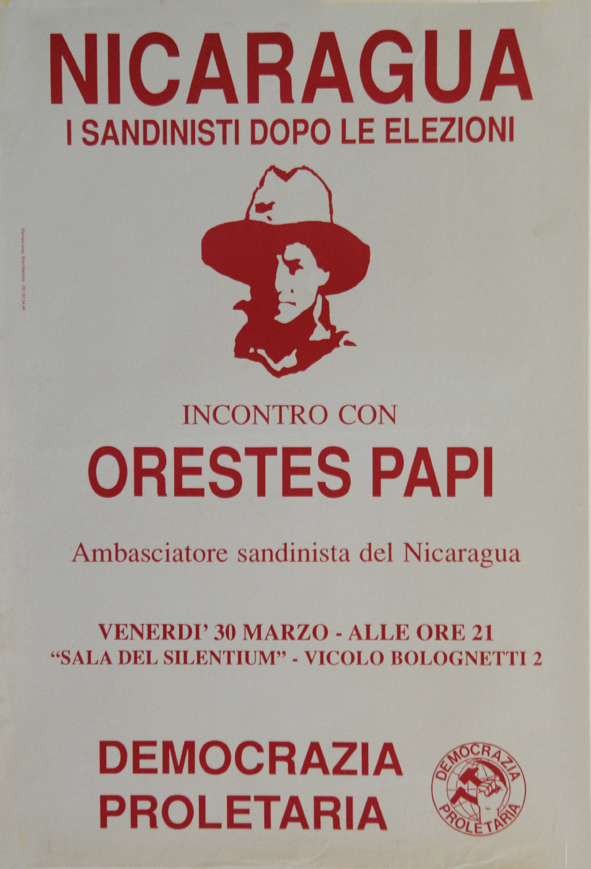 NICARAGUA
I SANDINISTI DOPO LE ELEZIONI
INCONTRO CON
ORESTES PAPI
Ambasciatore sandinista del Nicaragua
VENERDI' 30 MARZO - ALLE ORE 21
“SALA DEL SILENTIUM” - VICOLO BOLOGNETTI 2
DEMOCRAZIA
PROLETARIA
DEMOCRAZIA
PROLETARIA